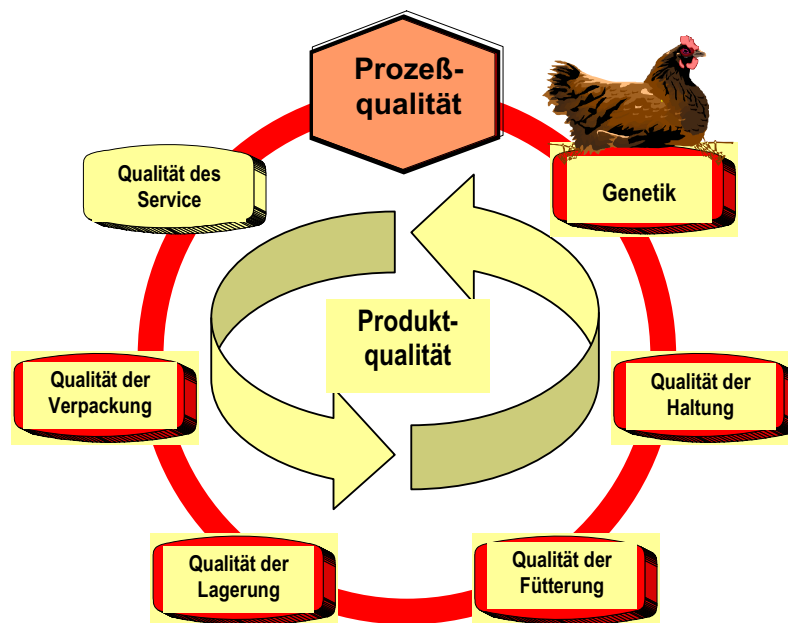 Prozeß-
qualität
Qualität des
Service
Genetik
Produkt-
qualität
Qualität der
Verpackung
Qualität der
Haltung
Qualität der
Lagerung
Qualität der
Fütterung